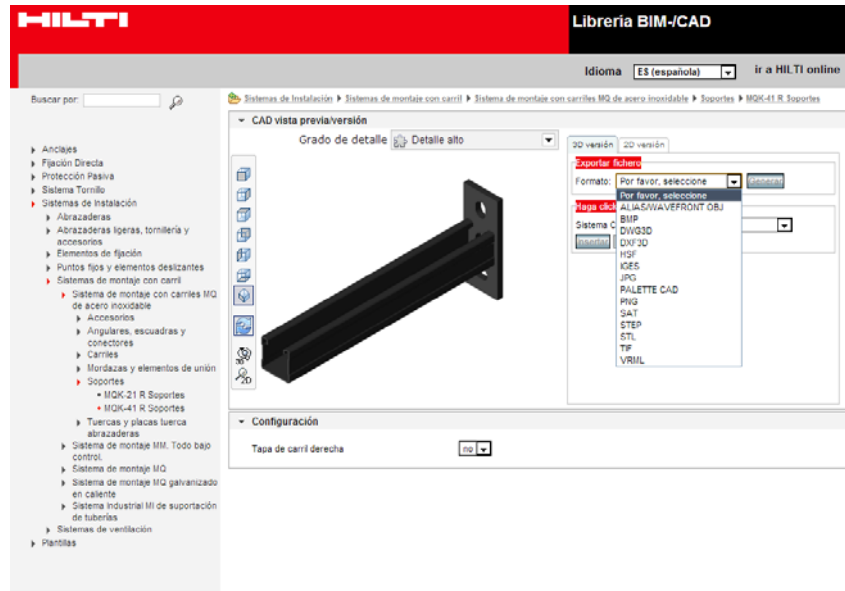 HILTI
Libreria BIM-/CAD
Idioma ES (española) ir a HILTI online
Buscar por:
Sistemas de Instalación Sistemas de montaje con carril Sistema de montaje con carriles MQ de acero inoxidable Soportes MQK-41 R Soportes
Anclajes
Fijación Directa
Protección Pasiva
Sistema Tornillo
Sistemas de Instalación
Abrazaderas
Abrazaderas ligeras, tornillería y
accesorios
Elementos de fijación
Puntos fijos y elementos deslizantes
Sistemas de montaje con carril
Sistema de montaje con carriles MQ
de acero inoxidable
Accesorios
Angulares, escuadras y
conectores
Carriles
Mordazas y elementos de unión
Soportes
MQK-21 R Soportes
MQK-41 R Soportes
Tuercas y placas tuerca
abrazaderas
Sistema de montaje MM. Todo bajo
control.
Sistema de montaje MQ
Sistema de montaje MQ galvanizado
en caliente
Sistema Industrial MI de suportación
de tuberías
Sistemas de ventilación
Plantillas
CAD vista previa/versión
Grado de detalle Detalle alto
3D
2D
3D versión 2D versión
Exportar fichero
Formato: Por favor, seleccione Generar
Por favor, seleccione
ALIAS/WAVEFRONT OBJ
BMP
DWG3D
DXF3D
HSF
IGES
JPG
PALETTE CAD
PNG
SAT
STEP
STL
TIF
VRML
Haga click
Sistema C
Insertar
Configuración
Tapa de carril derecha no